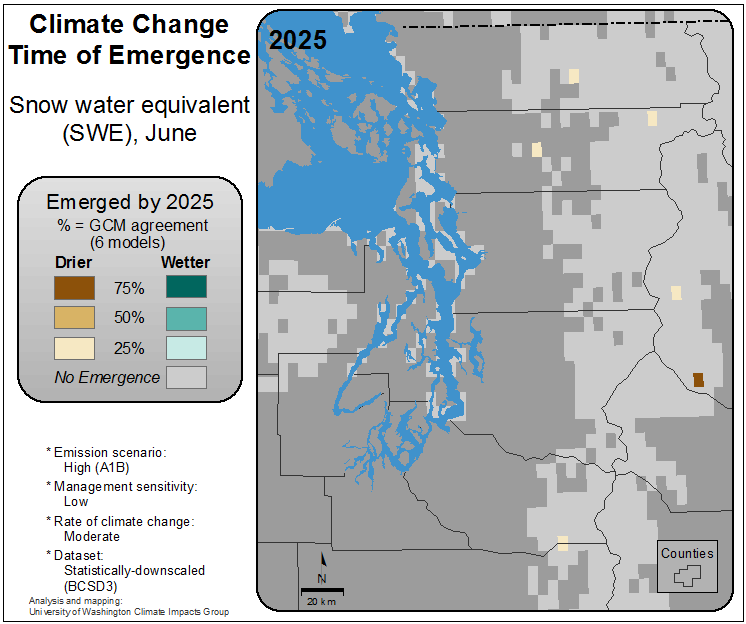 Climate Change
Time of Emergence
Snow water equivalent
(SWE), June
Emerged by 2025
% = GCM agreement
(6 models)
Drier Wetter
75%
50%
25%
No Emergence
* Emission scenario:
High (A1B)
* Management sensitivity:
Low
* Rate of climate change:
Moderate
* Dataset:
Statistically-downscaled
(BCSD3)
Analysis and mapping:
University of Washington Climate Impacts Group
2025
N
20 km
Counties